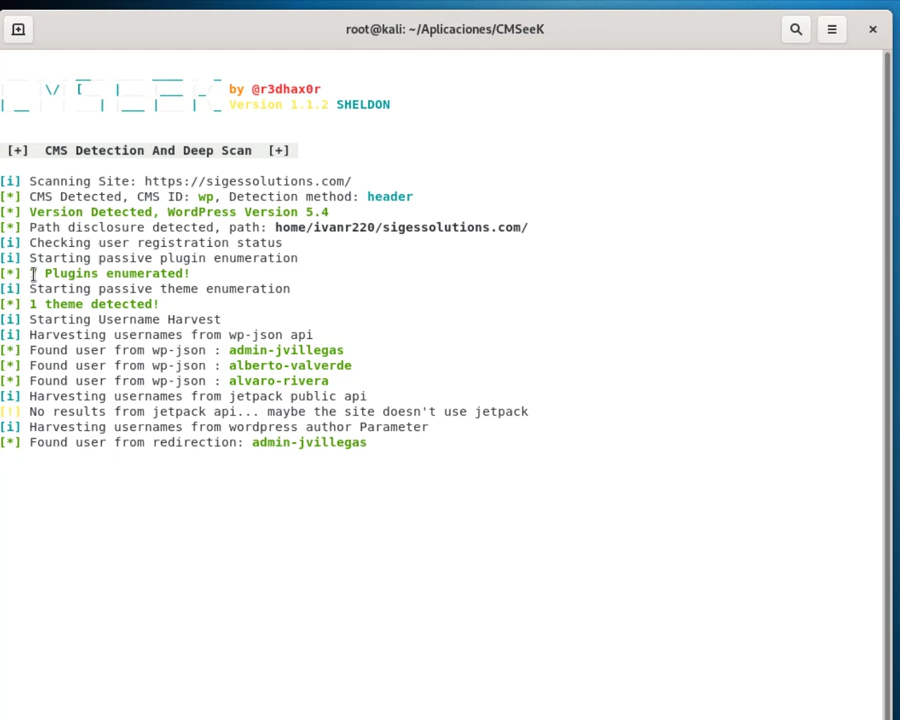 root@kali: ~/Aplicaciones/CMSeeK
by @r3dhax0r
Version 1.1.2 SHELDON
[+] CMS Detection And Deep Scan [+]
[i] Scanning Site: https://sigessolutions.com/
[*] CMS Detected, CMS ID: wp, Detection method: header
[*] Version Detected, WordPress Version 5.4
[*] Path disclosure detected, path: home/ivanr220/sigessolutions.com/
[i] Checking user registration status
[i] Starting passive plugin enumeration
[*] Plugins enumerated!
[i] Starting passive theme enumeration
[*] 1 theme detected!
[i] Starting Username Harvest
[i] Harvesting usernames from wp-json api
[*] Found user from wp-json : admin-jvillegas
[*] Found user from wp-json : alberto-valverde
[*] Found user from wp-json : alvaro-rivera
[i] Harvesting usernames from jetpack public api
[!] No results from jetpack api... maybe the site doesn't use jetpack
[i] Harvesting usernames from wordpress author Parameter
[*] Found user from redirection: admin-jvillegas